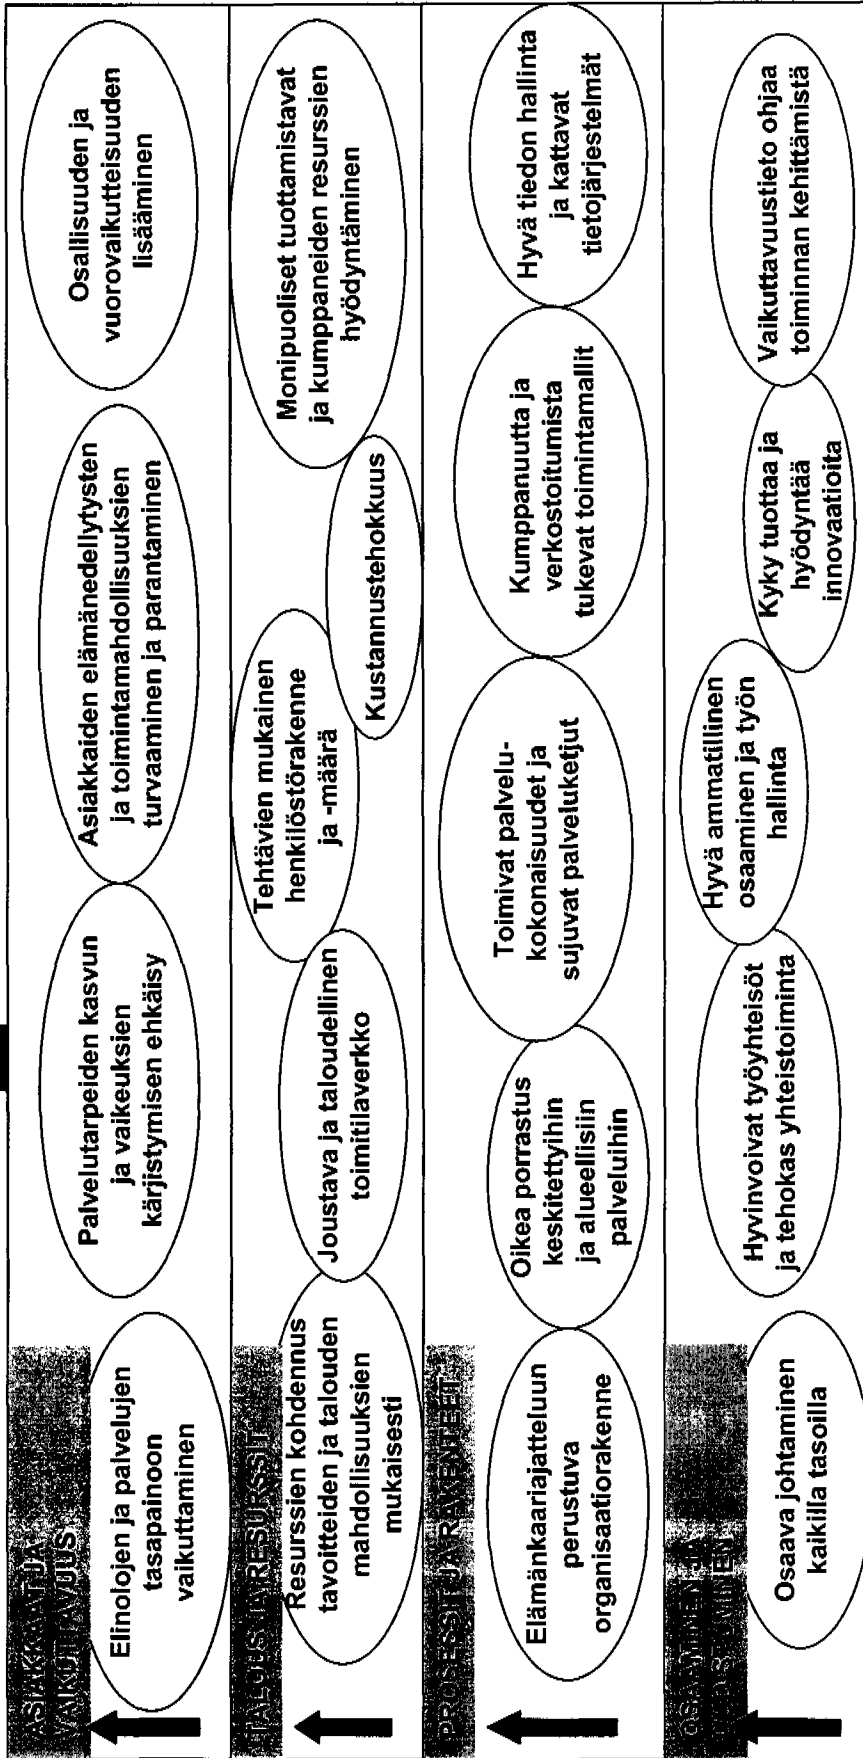 ASIAKKAAT JA
VAIKUTTAVUUS
Elinolojen ja palvelujen
tasapainoon
vaikuttaminen
Palvelutarpeiden kasvun
ja vaikeuksien
kärjistymisen ehkäisy
Asiakkaiden elämänedellytysten
ja toimintamahdollisuuksien
turvaaminen ja parantaminen
Osallisuuden ja
vuorovaikutteisuuden
lisääminen
TALOUS JA RESURSSIT
Resurssien kohdennus
tavoitteiden ja talouden
mahdollisuuksien
mukaisesti
Joustava ja taloudellinen
toimitilaverkko
Tehtävien mukainen
henkilöstörakenne
ja -määrä
Kustannustehokkuus
Monipuoliset tuottamistavat
ja kumppaneiden resurssien
hyödyntäminen
PROSESSIT JA RAKENTEET
Elämänkaariajatteluun
perustuva
organisaatiorakenne
Oikea porrastus
keskitettyihin
ja alueellisiin
palveluihin
Toimivat palvelu-
kokonaisuudet ja
sujuvat palveluketjut
Kumppanuutta ja
verkostoitumista
tukevat toimintamallit
Hyvä tiedon hallinta
ja kattavat
tietojärjestelmät
OSAAMINEN JA
Osaava johtaminen
kaikilla tasoilla
Hyvinvoivat työyhteisöt
ja tehokas yhteistoiminta
Hyvä ammatillinen
osaaminen ja työn
hallinta
Kyky tuottaa ja
hyödyntää
innovaatioita
Vaikuttavuustieto ohjaa
toiminnan kehittämistä